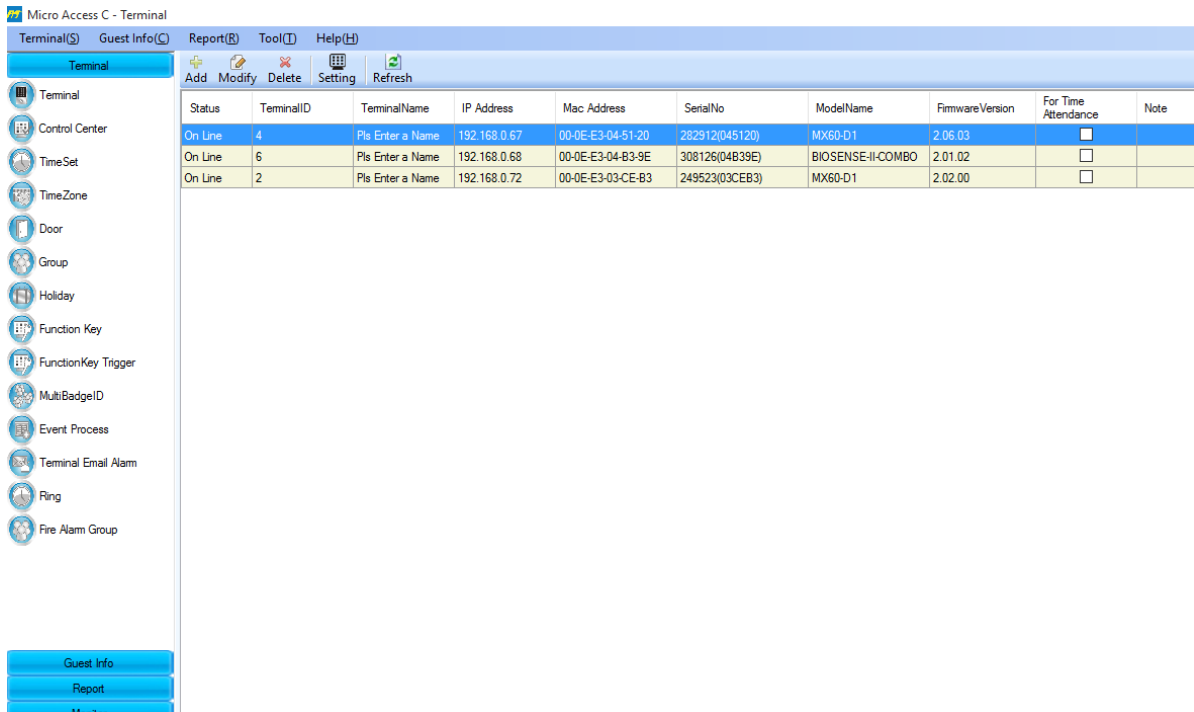 Micro Access C - Terminal
Terminal(S) Guest Info(C) Report(R) Tool(T) Help(H)
Terminal
Add Modify Delete Setting Refresh
Terminal
Control Center
TimeSet
TimeZone
Door
Group
Holiday
Function Key
FunctionKey Trigger
MultiBadgeID
Event Process
Terminal Email Alarm
Ring
Fire Alarm Group
Guest Info
Report
Status TerminalID TerminalName IP Address Mac Address SerialNo ModelName FirmwareVersion For Time Attendance Note
On Line 4 Pls Enter a Name 192.168.0.67 00-0E-E3-04-51-20 282912(045120) MX60-D1 2.06.03
On Line 6 Pls Enter a Name 192.168.0.68 00-0E-E3-04-B3-9E 308126(04B39E) BIOSENSE-II-COMBO 2.01.02
On Line 2 Pls Enter a Name 192.168.0.72 00-0E-E3-03-CE-B3 249523(03CEB3) MX60-D1 2.02.00